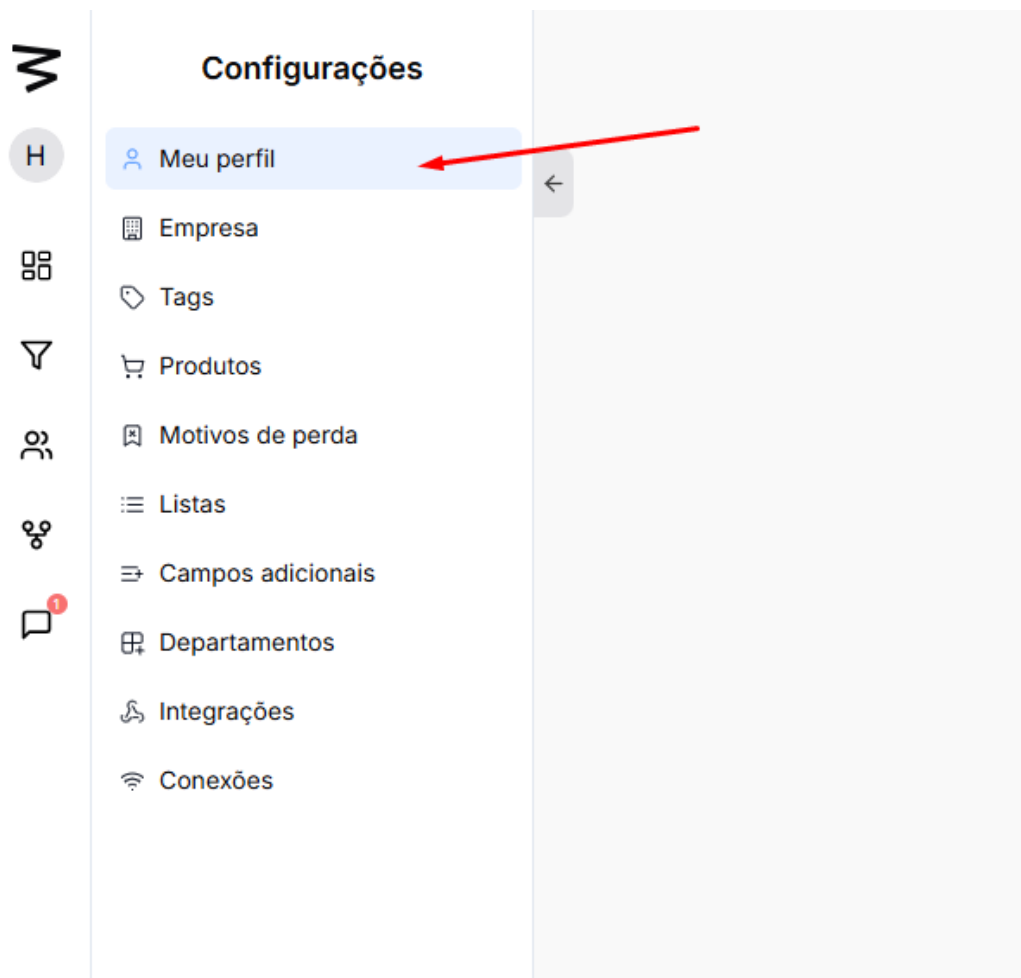 Configurações
H
Meu perfil
Empresa
Tags
Produtos
Motivos de perda
Listas
Campos adicionais
1
Departamentos
Integrações
Conexões